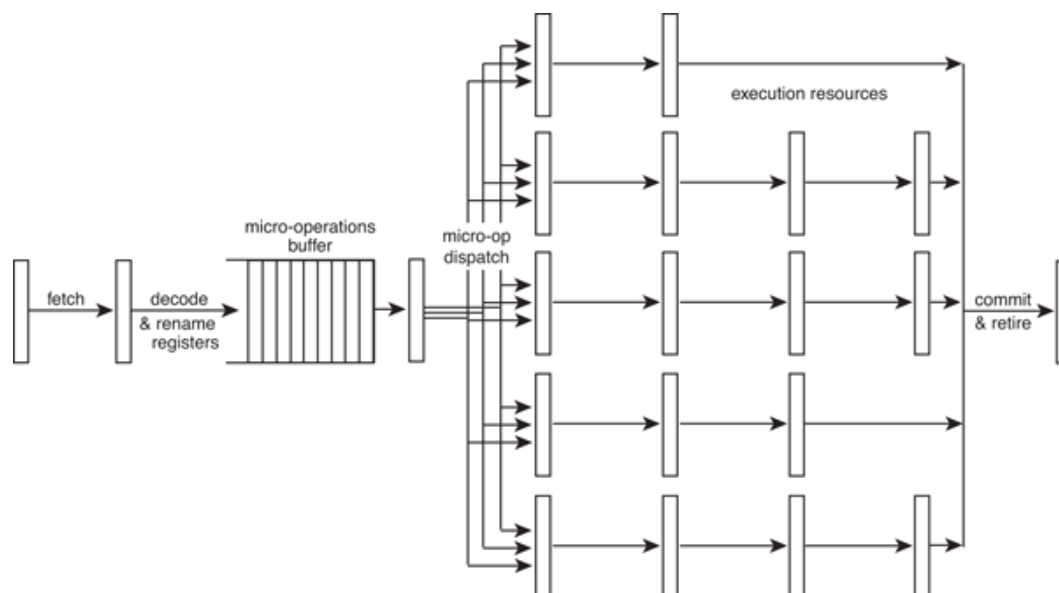 execution resources
micro-operations
buffer
micro-op
dispatch
fetch
decode
& rename
registers
commit
& retire